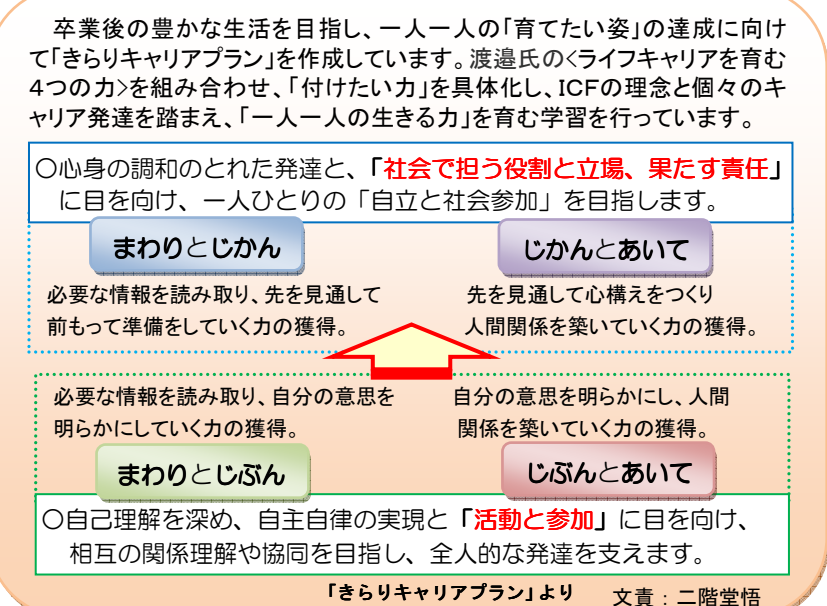 卒業後の豊かな生活を目指し、一人一人の「育てたい姿」の達成に向け
て「きらりキャリアプラン」を作成しています。渡邉氏の<ライフキャリアを育む
4つの力>を組み合わせ、「付けたい力」を具体化し、ICFの理念と個々のキ
ャリア発達を踏まえ、「一人一人の生きる力」を育む学習を行っています。
〇心身の調和のとれた発達と、「社会で担う役割と立場、果たす責任」
に目を向け、一人ひとりの「自立と社会参加」を目指します。
まわりとじかん
じかんとあいて
必要な情報を読み取り、先を見通して
前もって準備をしていく力の獲得。
先を見通して心構えをつくり
人間関係を築いていく力の獲得。
必要な情報を読み取り、自分の意思を
明らかにしていく力の獲得。
自分の意思を明らかにし、人間
関係を築いていく力の獲得。
まわりとじぶん
じぶんとあいて
〇自己理解を深め、自主自律の実現と「活動と参加」に目を向け、
相互の関係理解や協同を目指し、全人的な発達を支えます。
「きらりキャリアプラン」より 文責:二階堂悟